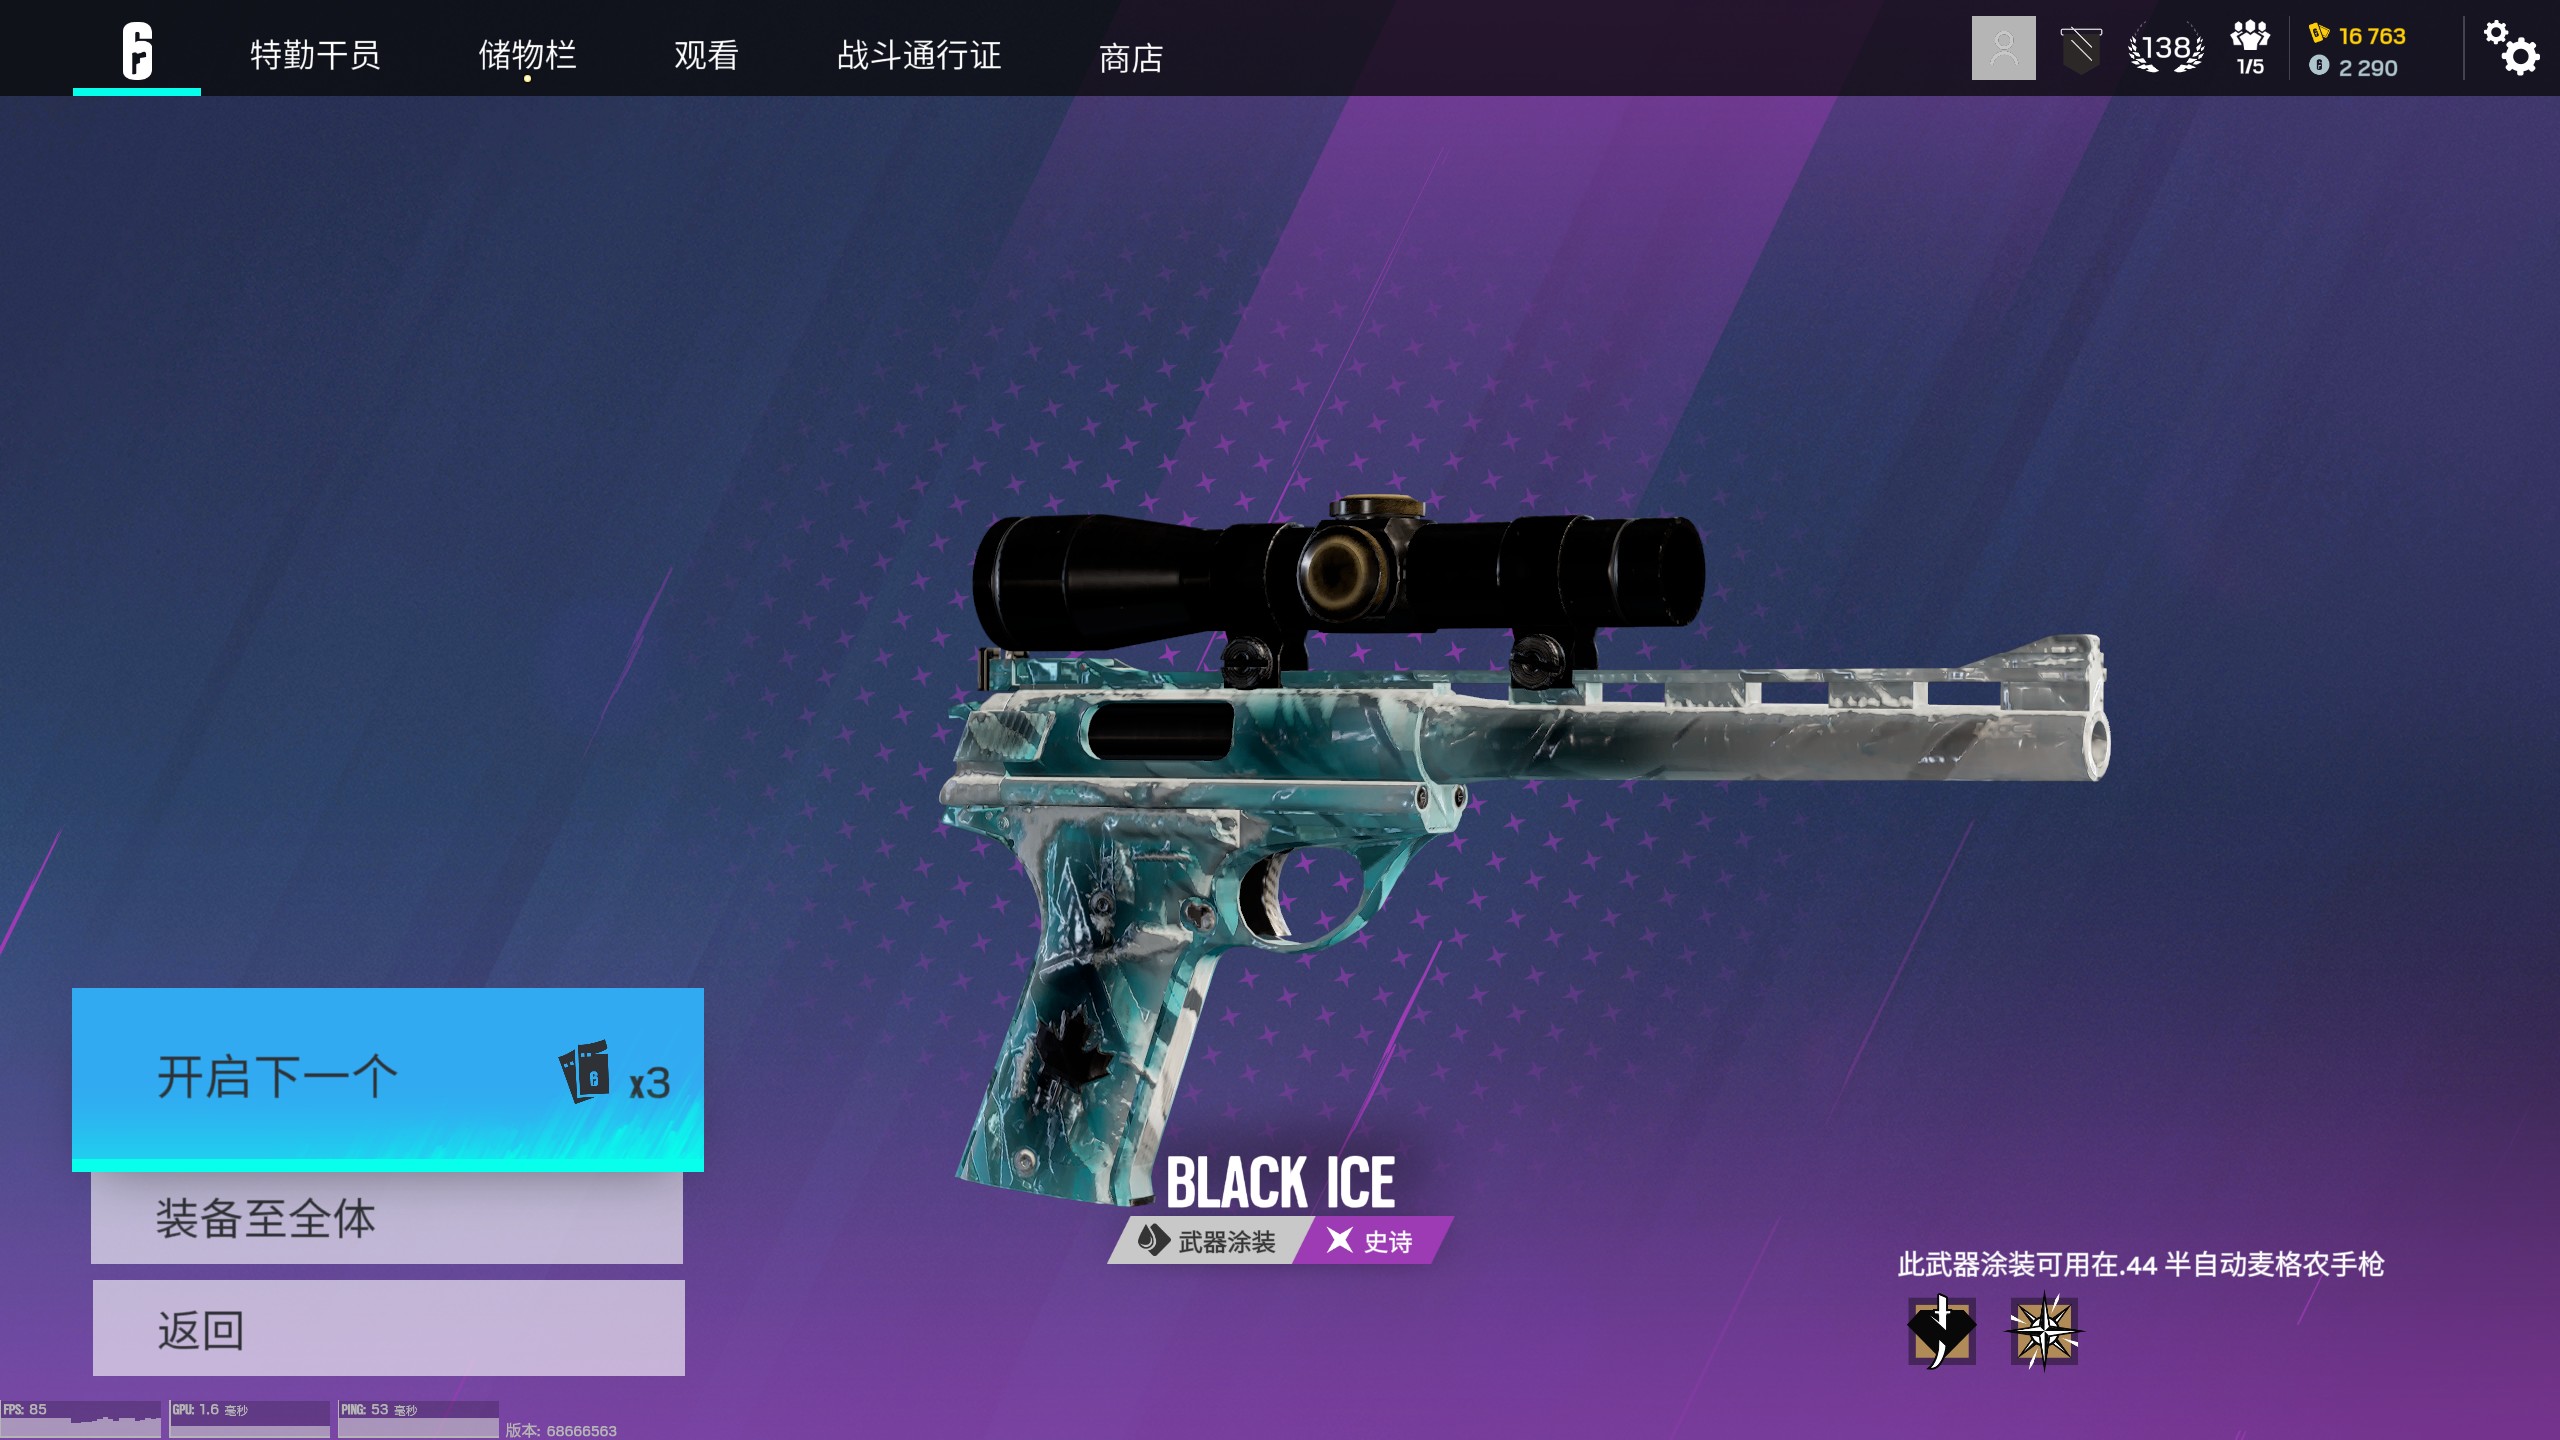 特勤干员
储物栏
观看
战斗通行证
商店
138
1/5
16 763
2 290
开启下一个
x3
装备至全体
返回
BLACK ICE
武器涂装
史诗
此武器涂装可用在.44 半自动麦格农手枪
FPS: 85
GPU: 1.6 毫秒
PING: 53 毫秒
版本: 68666563